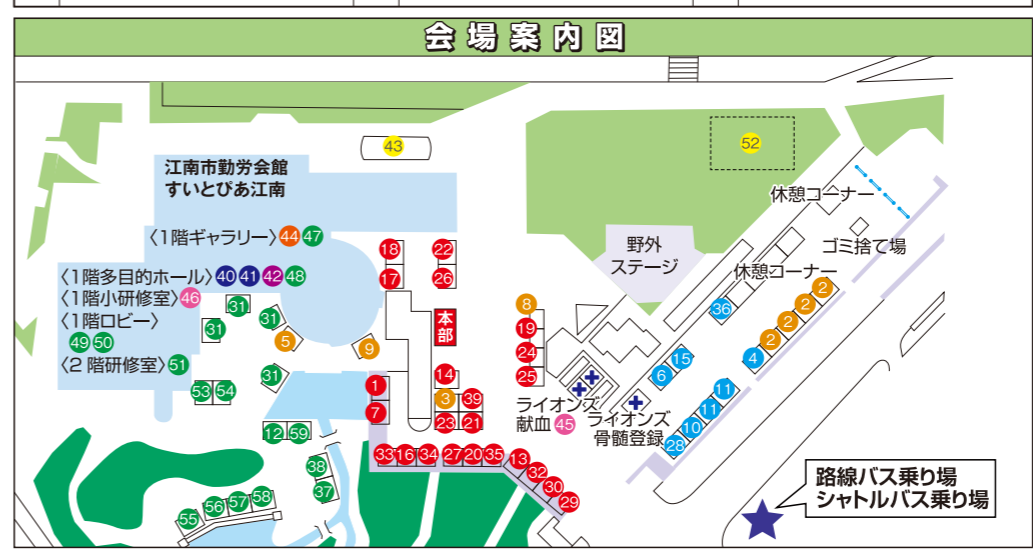 会場案内図
43
52
江南市勤労会館
すいとぴあ江南
〈1階ギャラリー〉 44 47
〈1階多目的ホール〉 40 41 42 48
〈1階小研修室〉 46
〈1階ロビー〉
49 50
〈2階研修室〉 51
31
31
31
31
5
9
53 54
12 59
38
37
55 56 57 58
18
17
22
26
本部
14
3 39
23 21
1
7
33 16 34 27 20 35 13 32 30 29
8
19
24
25
野外
ステージ
休憩コーナー
ゴミ捨て場
休憩コーナー
36
2
2
2
2
4
15
6
11
11
10
28
ライオンズ
献血 45
ライオンズ
骨髄登録
路線バス乗り場
シャトルバス乗り場